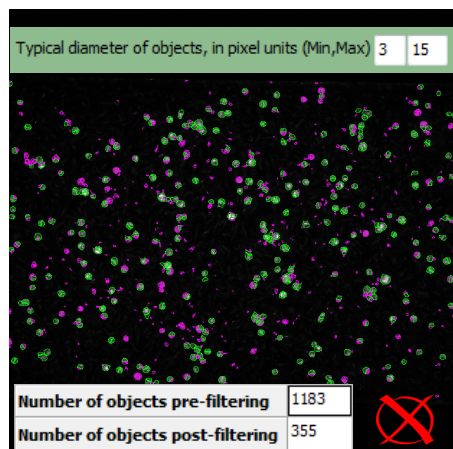 Typical diameter of objects, in pixel units (Min,Max) 3 15
Number of objects pre-filtering 1183
Number of objects post-filtering 355